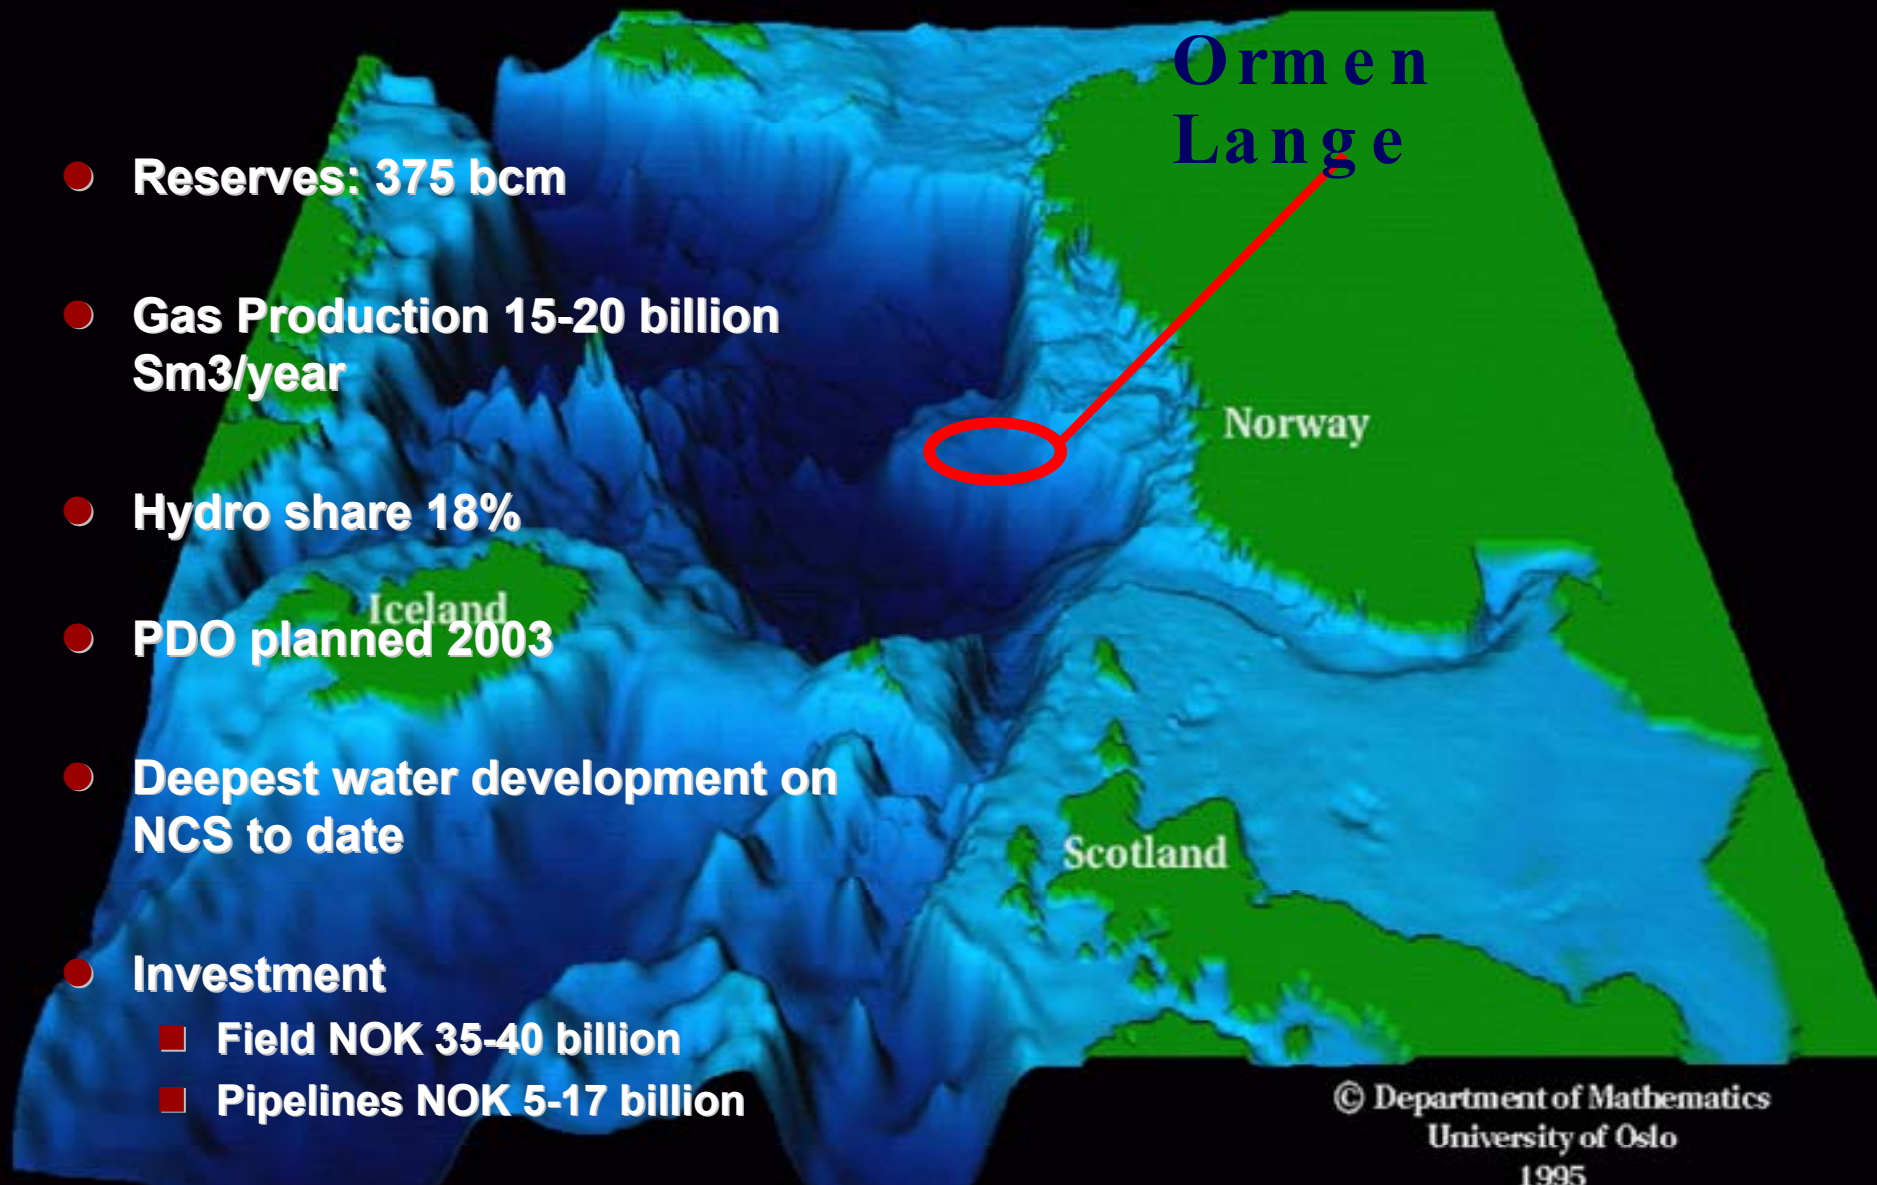 Ormen
Lange
Reserves: 375 bcm
Gas Production 15-20 billion
Sm3/year
Norway
Hydro share 18%
Iceland
PDO planned 2003
Deepest water development on
NCS to date
Scotland
Investment
Field NOK 35-40 billion
Pipelines NOK 5-17 billion
© Department of Mathematics
University of Oslo
1995